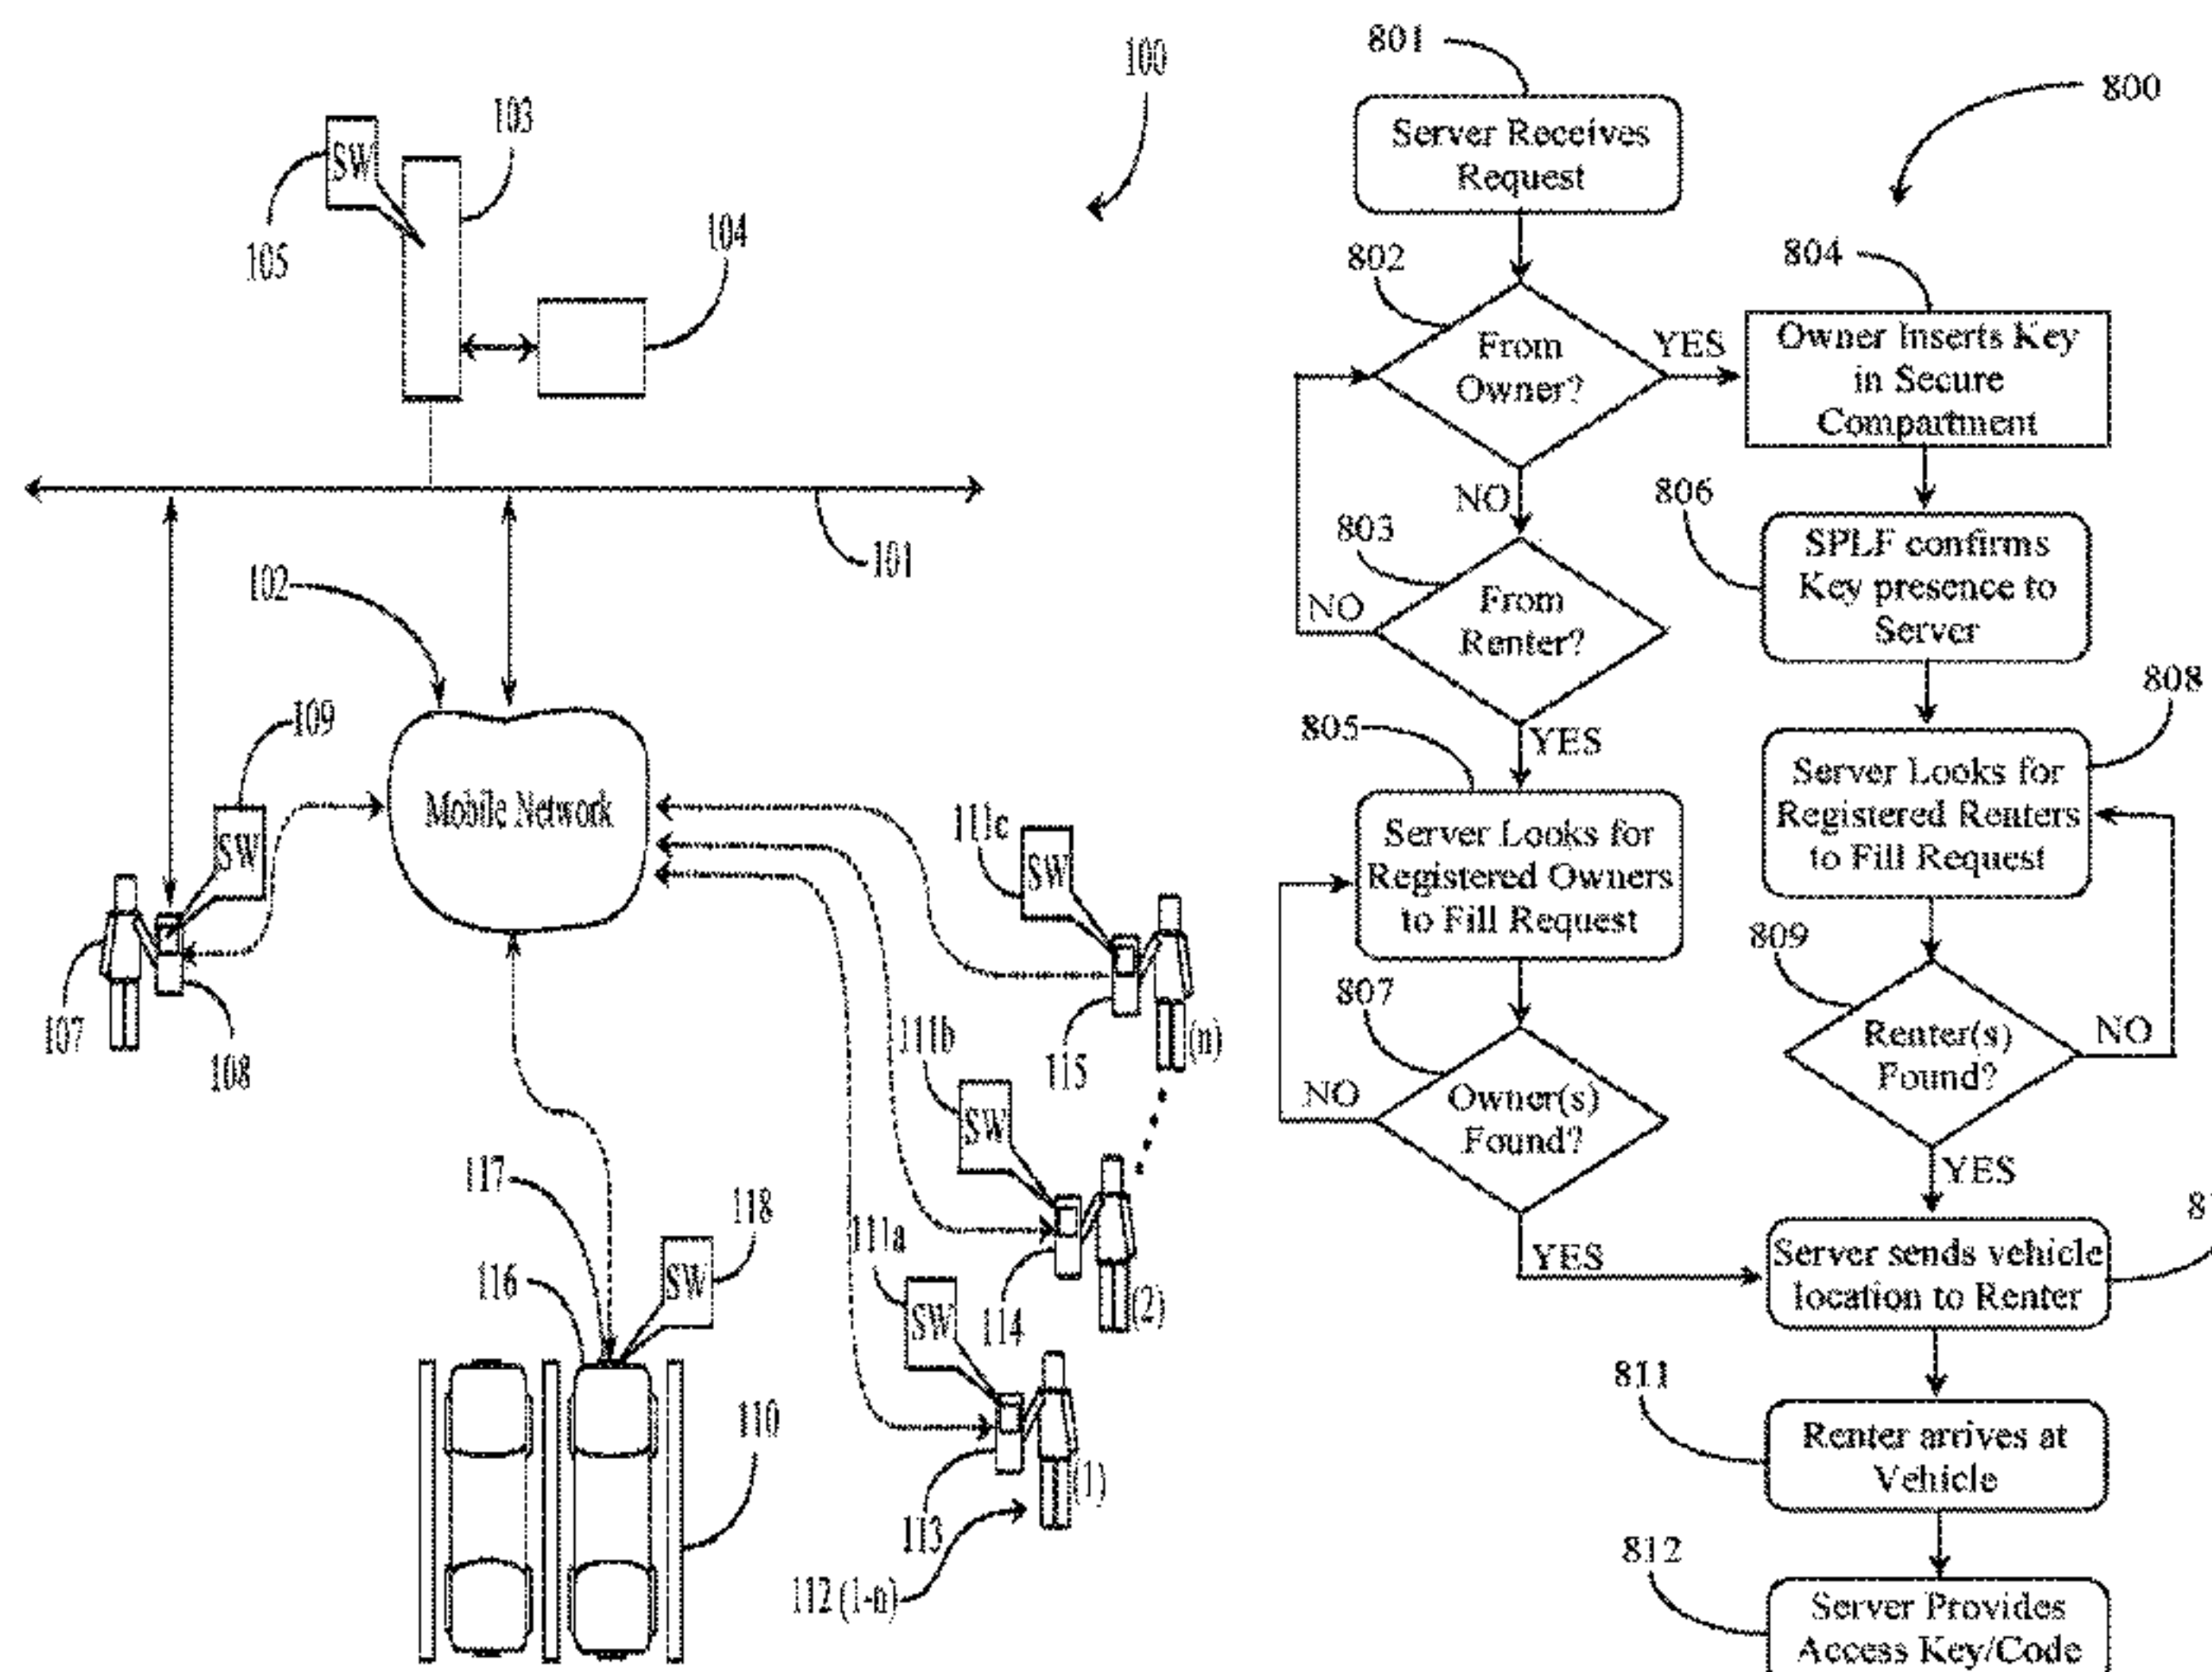 100
103
SW
105
104
101
102
109
SW
Mobile Network
107
108
111c
SW
115
(n)
111b
SW
114
(2)
111a
SW
113
(1)
112 (1-n)
117
118
116
SW
110
801
800
Server Receives
Request
802
From
Owner?
YES
804
Owner Inserts Key
in Secure
Compartment
NO
803
From
Renter?
NO
806
SPLF confirms
Key presence to
Server
YES
805
Server Looks for
Registered Owners
to Fill Request
808
Server Looks for
Registered Renters
to Fill Request
807
Owner(s)
Found?
NO
809
Renter(s)
Found?
NO
YES
YES
Server sends vehicle
location to Renter
811
Renter arrives at
Vehicle
812
Server Provides
Access Key/Code